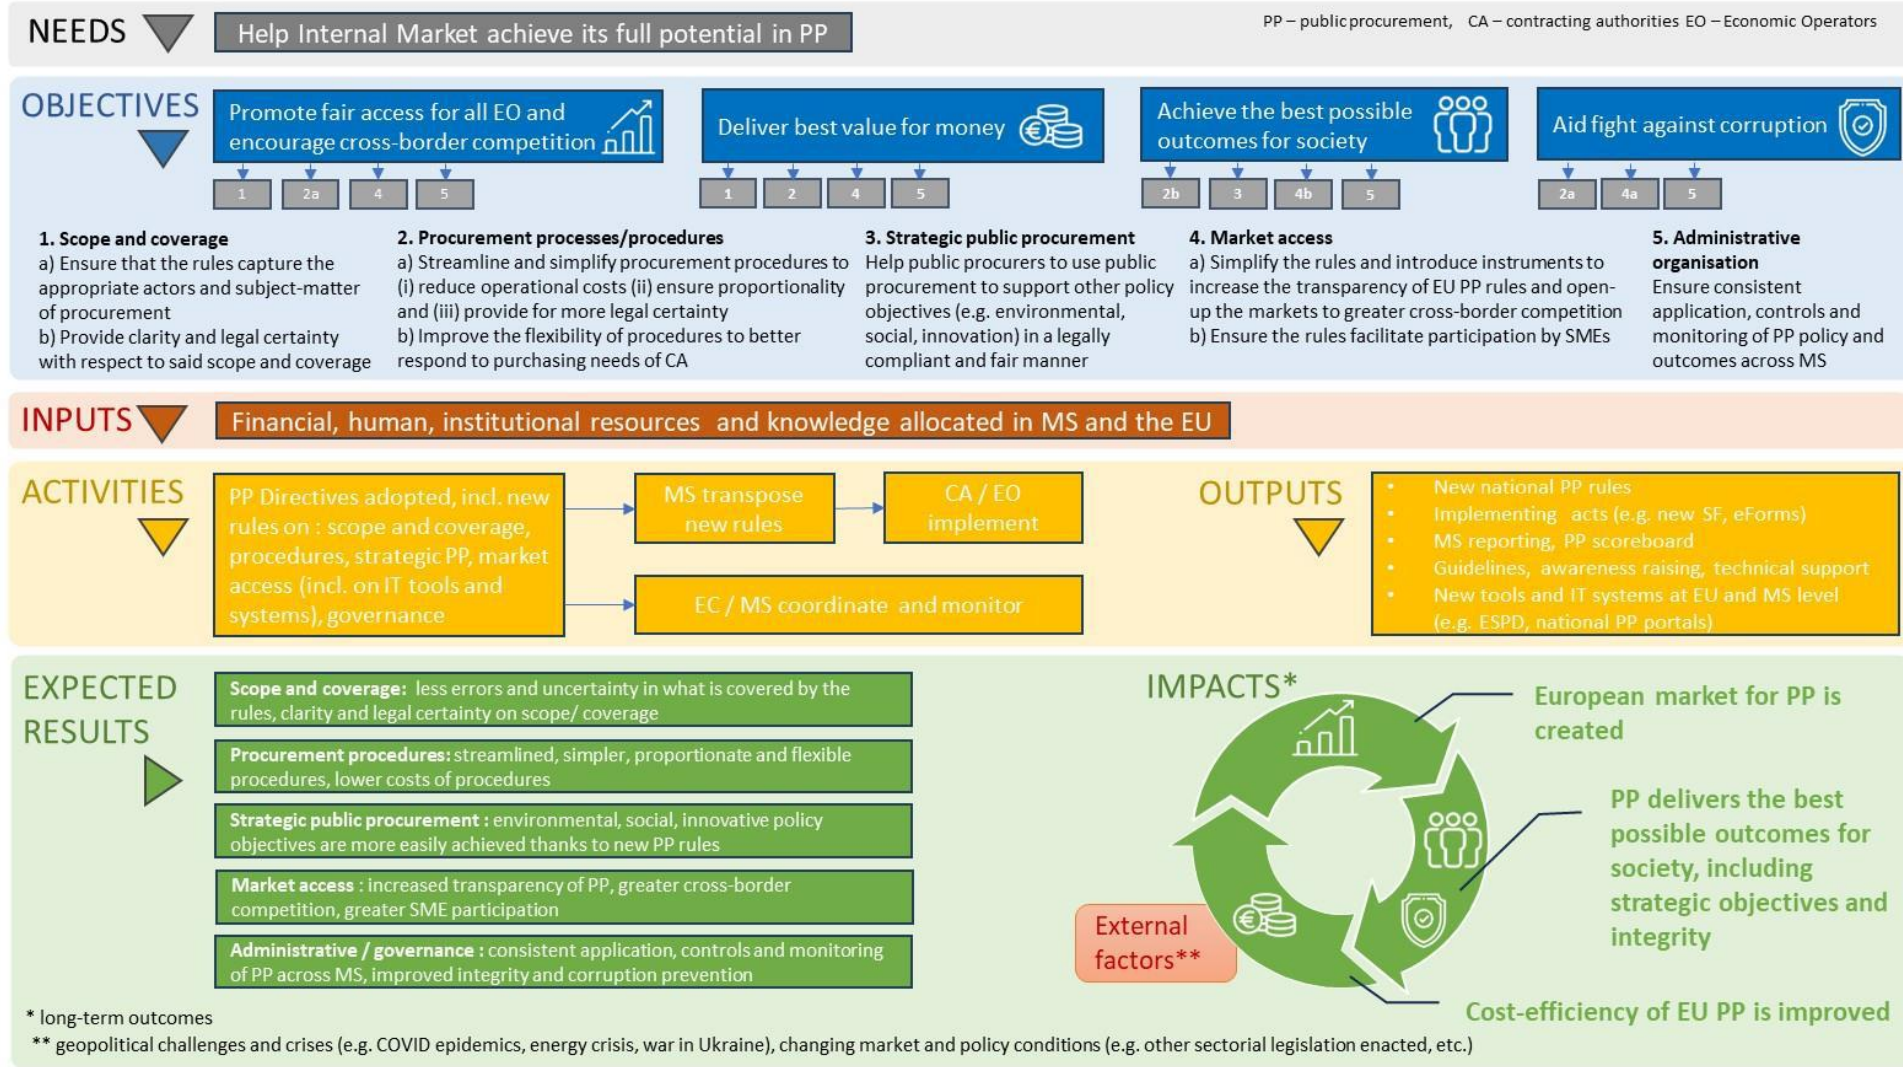 NEEDS
Help Internal Market achieve its full potential in PP
PP – public procurement, CA – contracting authorities EO – Economic Operators
OBJECTIVES
Promote fair access for all EO and
encourage cross-border competition
Deliver best value for money
Achieve the best possible
outcomes for society
Aid fight against corruption
1
2a
4
5
1
2
4
5
2b
3
4b
5
2a
4a
5
1. Scope and coverage
a) Ensure that the rules capture the
appropriate actors and subject-matter
of procurement
b) Provide clarity and legal certainty
with respect to said scope and coverage
2. Procurement processes/procedures
a) Streamline and simplify procurement procedures to
(i) reduce operational costs (ii) ensure proportionality
and (iii) provide for more legal certainty
b) Improve the flexibility of procedures to better
respond to purchasing needs of CA
3. Strategic public procurement
Help public procurers to use public
procurement to support other policy
objectives (e.g. environmental,
social, innovation) in a legally
compliant and fair manner
4. Market access
a) Simplify the rules and introduce instruments to
increase the transparency of EU PP rules and open-
up the markets to greater cross-border competition
b) Ensure the rules facilitate participation by SMEs
5. Administrative
organisation
Ensure consistent
application, controls and
monitoring of PP policy and
outcomes across MS
INPUTS
Financial, human, institutional resources and knowledge allocated in MS and the EU
ACTIVITIES
PP Directives adopted, incl. new
rules on : scope and coverage,
procedures, strategic PP, market
access (incl. on IT tools and
systems), governance
MS transpose
new rules
CA / EO
implement
EC / MS coordinate and monitor
OUTPUTS
• New national PP rules
• Implementing acts (e.g. new SF, eForms)
• MS reporting, PP scoreboard
• Guidelines, awareness raising, technical support
• New tools and IT systems at EU and MS level
(e.g. ESPD, national PP portals)
EXPECTED
RESULTS
Scope and coverage: less errors and uncertainty in what is covered by the
rules, clarity and legal certainty on scope/ coverage
Procurement procedures: streamlined, simpler, proportionate and flexible
procedures, lower costs of procedures
Strategic public procurement : environmental, social, innovative policy
objectives are more easily achieved thanks to new PP rules
Market access : increased transparency of PP, greater cross-border
competition, greater SME participation
Administrative / governance : consistent application, controls and monitoring
of PP across MS, improved integrity and corruption prevention
IMPACTS*
European market for PP is
created
PP delivers the best
possible outcomes for
society, including
strategic objectives and
integrity
External
factors**
Cost-efficiency of EU PP is improved
* long-term outcomes
** geopolitical challenges and crises (e.g. COVID epidemics, energy crisis, war in Ukraine), changing market and policy conditions (e.g. other sectorial legislation enacted, etc.)